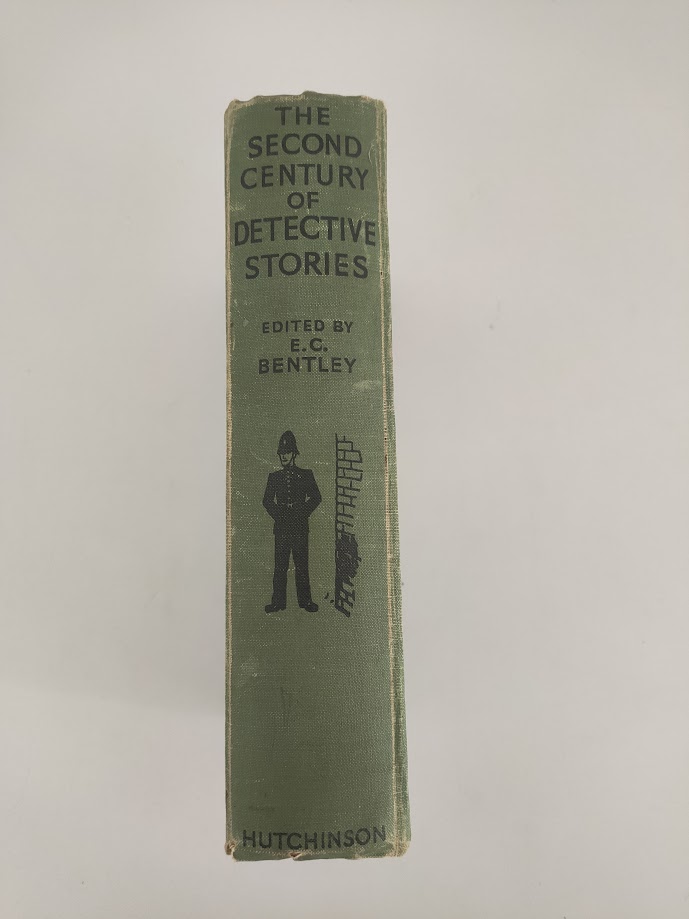 THE
SECOND
CENTURY
OF
DETECTIVE
STORIES
EDITED BY
E.C.
BENTLEY
HUTCHINSON